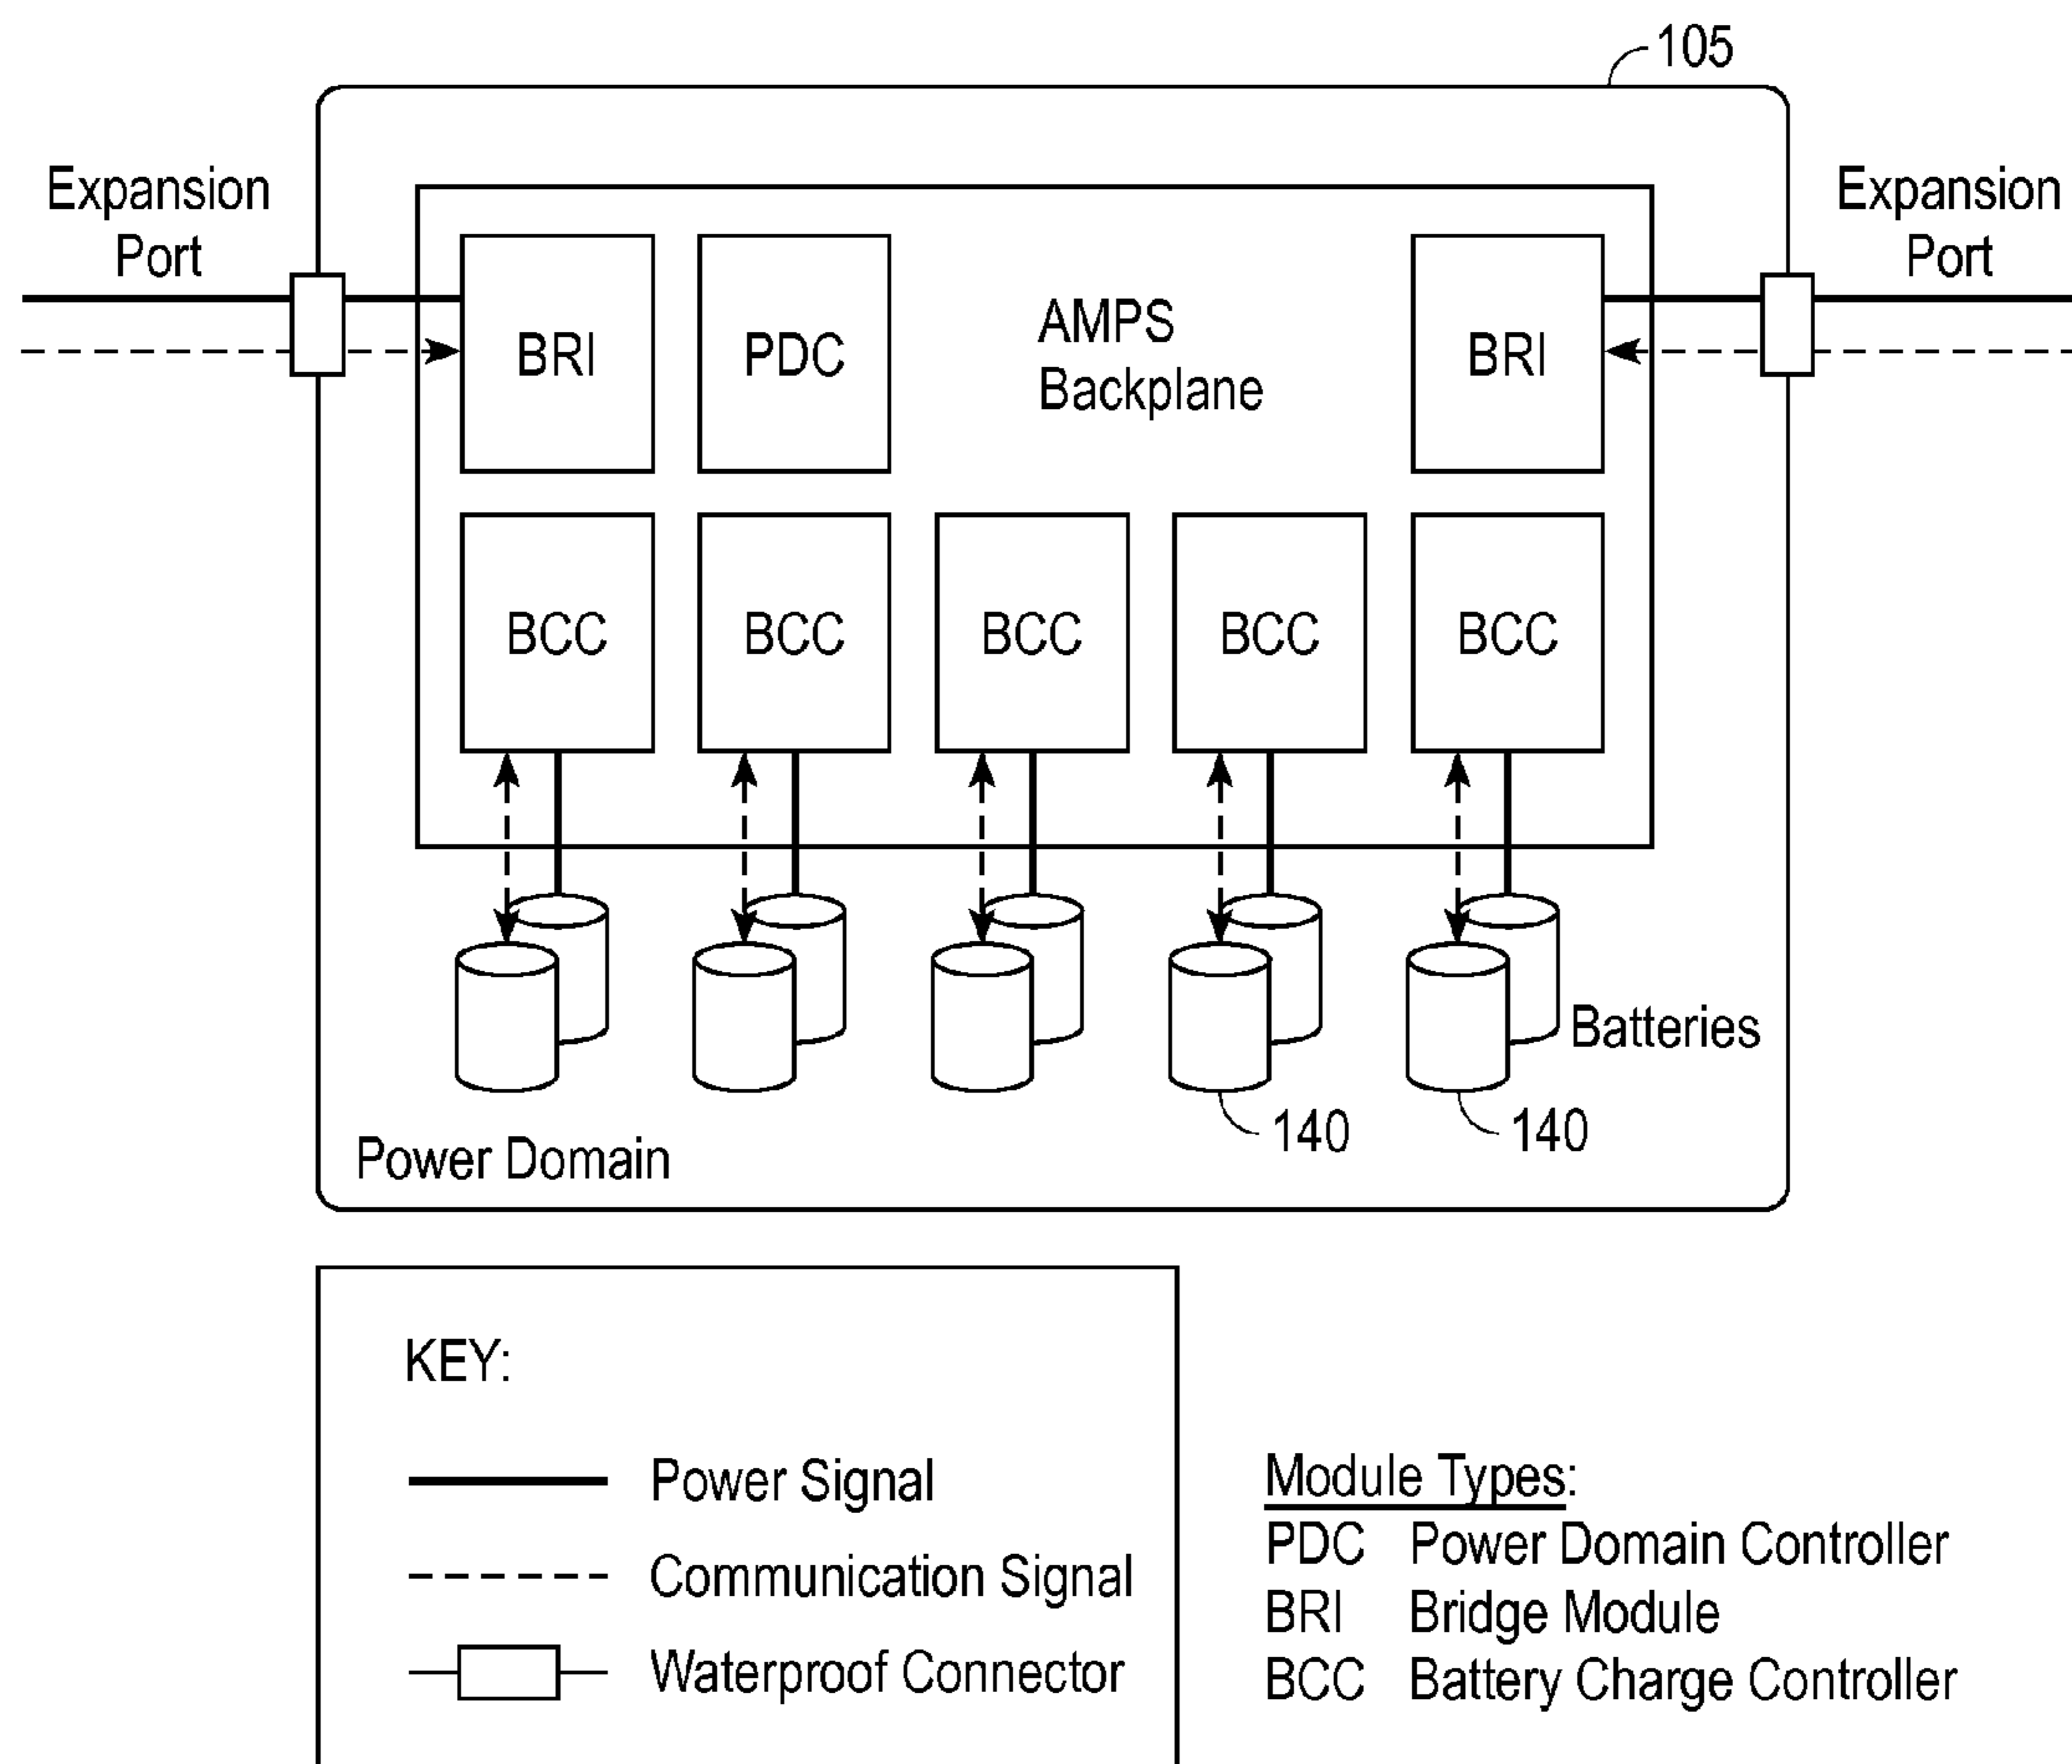 105
Expansion
Port
Expansion
Port
BRI
PDC
AMPS
Backplane
BRI
BCC
BCC
BCC
BCC
BCC
Batteries
140
140
Power Domain
KEY:
Power Signal
Communication Signal
Waterproof Connector
Module Types:
PDC Power Domain Controller
BRI Bridge Module
BCC Battery Charge Controller